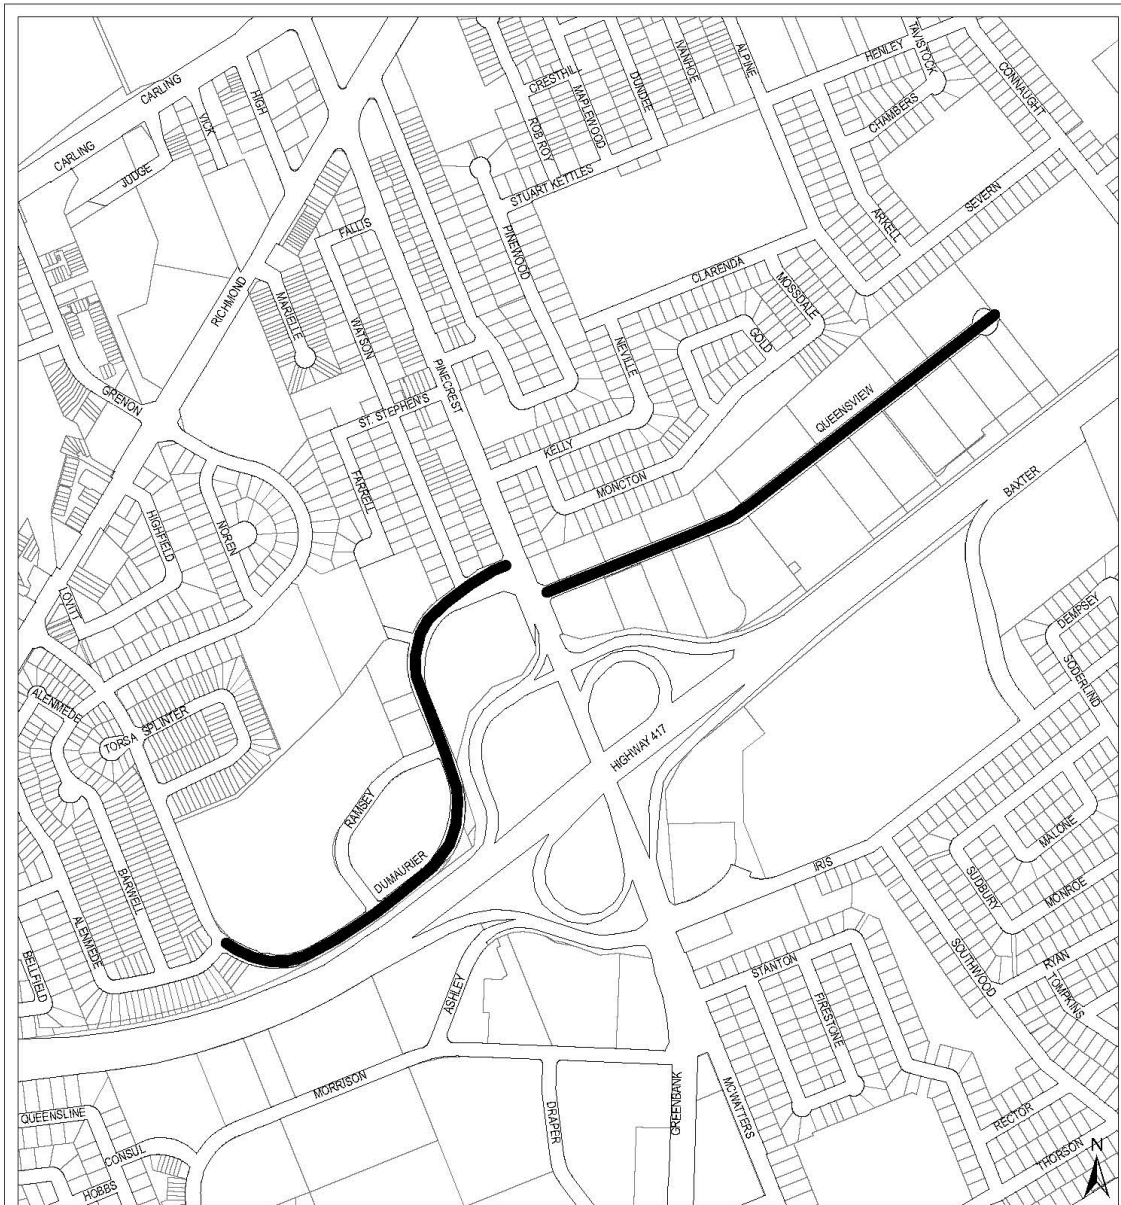 TAVISTOCK
HENLEY
ALPINE
IVANHOE
DUNDEE
CRESTHILL
MAPLEWOOD
ROB ROY
CONNAUGHT
CHAMBERS
CARLING
HIGH
VICK
CARLING
JUDGE
STUART KETTLES
SEVERN
ARKELL
FALLIS
PINEWOOD
CLARENDA
MOSSDALE
RICHMOND
MARIELLE
WATSON
GOLD
NEVILLE
PINECREST
GRENON
ST. STEPHEN'S
QUEENSVIEW
KELLY
MONCTON
FARRELL
BAXTER
HIGHFIELD
NOREN
LOVITT
DEMPSEY
SODERLIND
ALENMEDE
TORSA
SPLINTER
HIGHWAY 417
RAMSEY
DUMAURIER
MALONE
IRIS
SUDBURY
MONROE
BARWELL
ALENMEDE
BELLFIELD
SOUTHWOOD
RYAN
STANTON
TOMPKINS
ASHLEY
FIRESTONE
MORRISON
QUEENSLINE
DRAPER
GREENBANK
MCWATTERS
RECTOR
THORSON
N
CONSUL
HOBBS